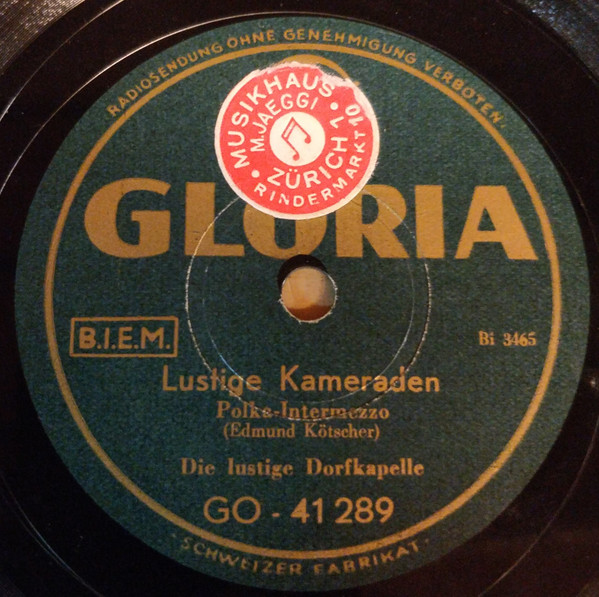 RADIOSENDUNG OHNE GENEHMIGUNG VERBOTEN.
MUSIKHAUS
M. JAEGGI
ZÜRICH 1
RINDERMARKT 10
GLORIA
B.I.E.M.
Bi 3465
Lustige Kameraden
Polka-Intermezzo
(Edmund Kötscher)
Die lustige Dorfkapelle
GO - 41 289
· SCHWEIZER FABRIKAT ·